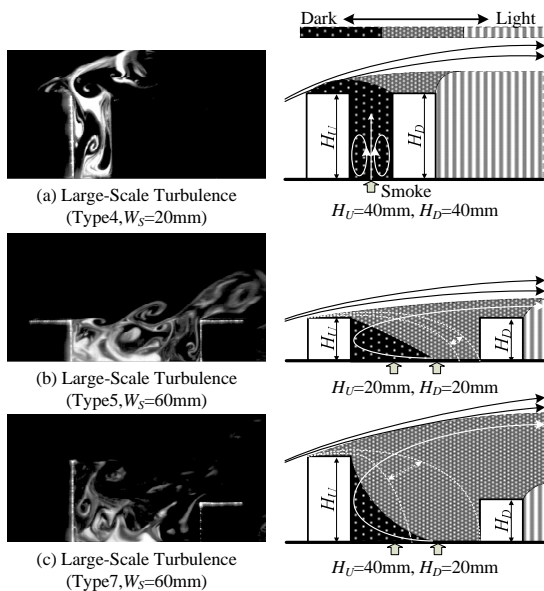 Dark Light
H_U
H_D
Smoke
(a) Large-Scale Turbulence
(Type4,W_S=20mm)
H_U=40mm, H_D=40mm
H_U
H_D
(b) Large-Scale Turbulence
(Type5,W_S=60mm)
H_U=20mm, H_D=20mm
H_U
H_D
(c) Large-Scale Turbulence
(Type7,W_S=60mm)
H_U=40mm, H_D=20mm